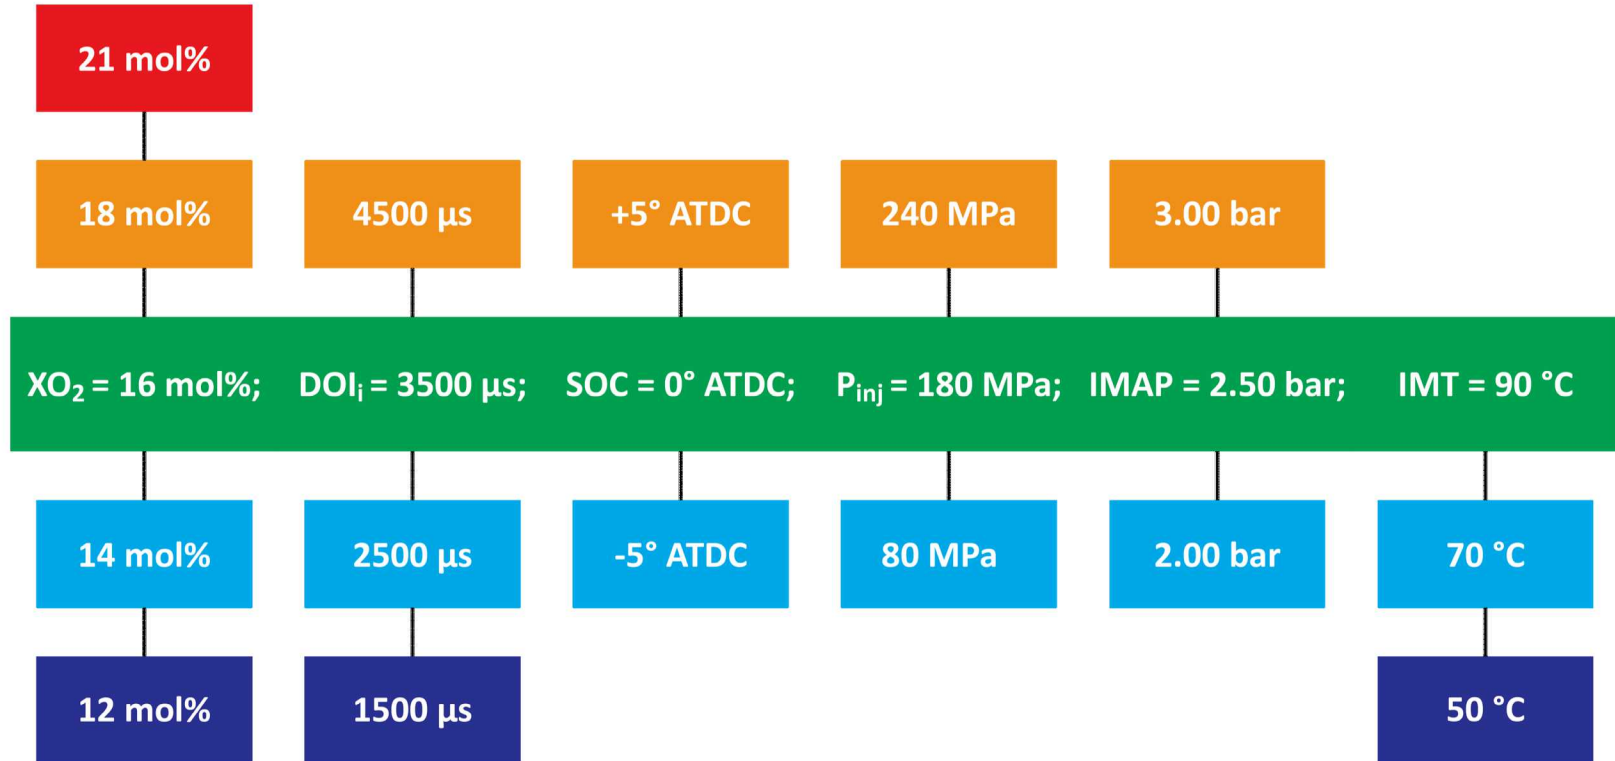 21 mol%
18 mol% 4500 µs +5° ATDC 240 MPa 3.00 bar
XO₂ = 16 mol%; DOIᵢ = 3500 µs; SOC = 0° ATDC; Pᵢₙⱼ = 180 MPa; IMAP = 2.50 bar; IMT = 90 °C
14 mol% 2500 µs -5° ATDC 80 MPa 2.00 bar 70 °C
12 mol% 1500 µs 50 °C